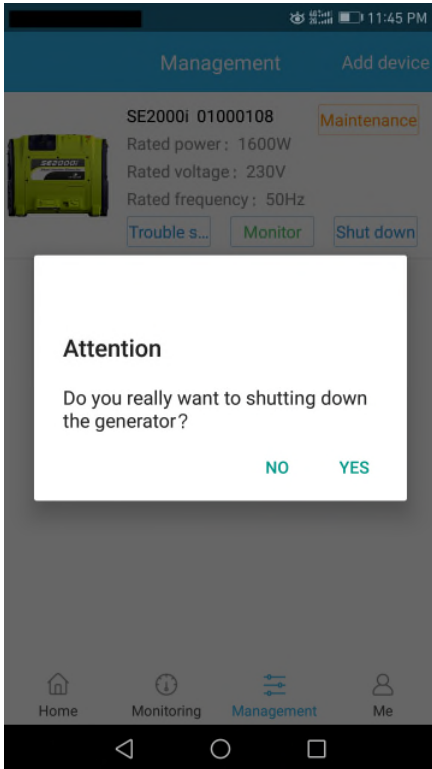 11:45 PM
Management Add device
SE2000i 01000108 Maintenance
SE2000i
Rated power: 1600W
Rated voltage: 230V
Rated frequency: 50Hz
Trouble s... Monitor Shut down
Attention
Do you really want to shutting down
the generator?
NO YES
Home Monitoring Management Me